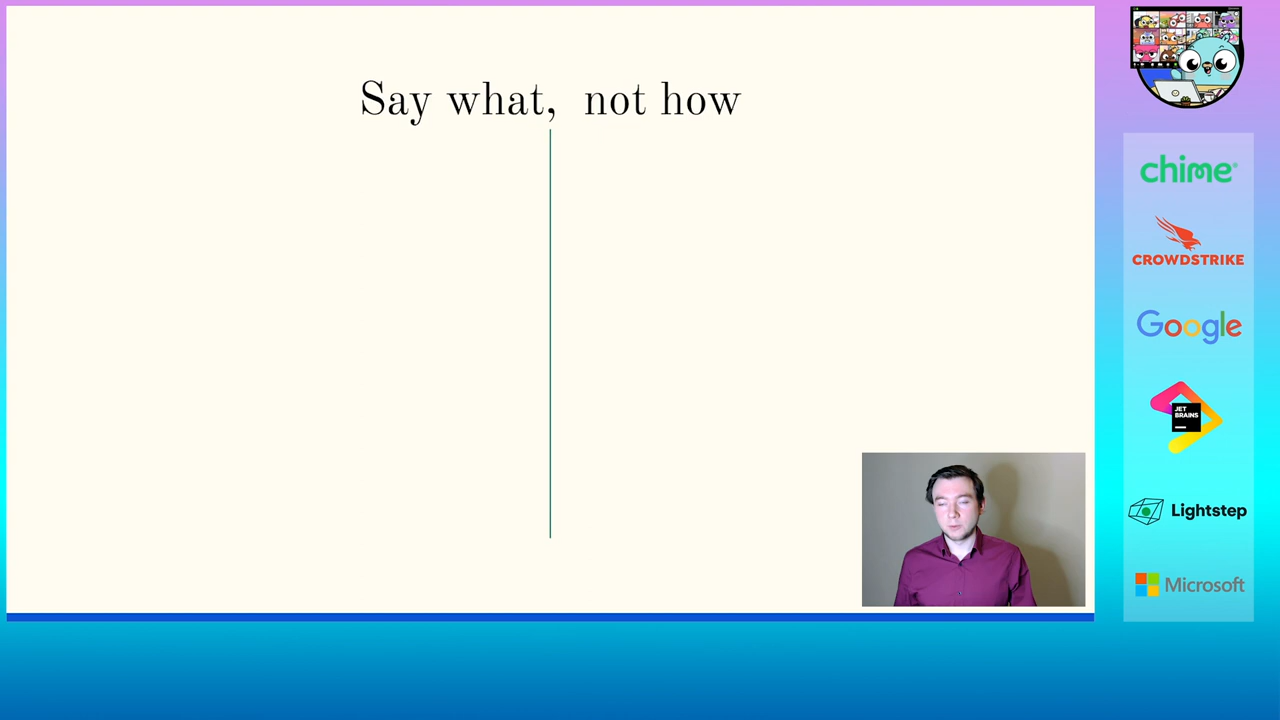 Say what, not how
chime
CROWDSTRIKE
Google
JET
BRAINS
Lightstep
Microsoft